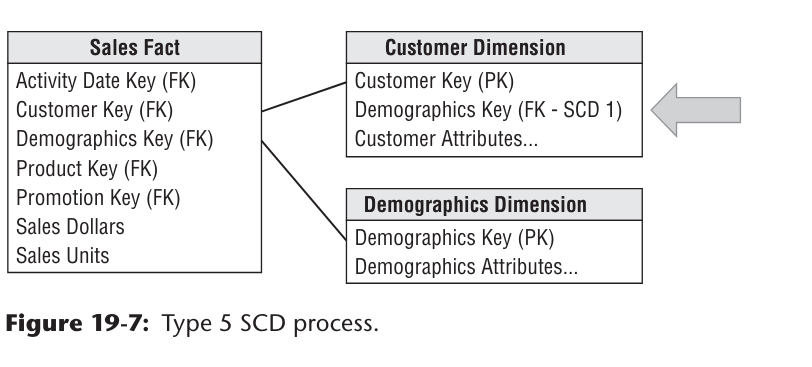 Sales Fact
Activity Date Key (FK)
Customer Key (FK)
Demographics Key (FK)
Product Key (FK)
Promotion Key (FK)
Sales Dollars
Sales Units
Customer Dimension
Customer Key (PK)
Demographics Key (FK - SCD 1)
Customer Attributes...
Demographics Dimension
Demographics Key (PK)
Demographics Attributes...
Figure 19-7: Type 5 SCD process.